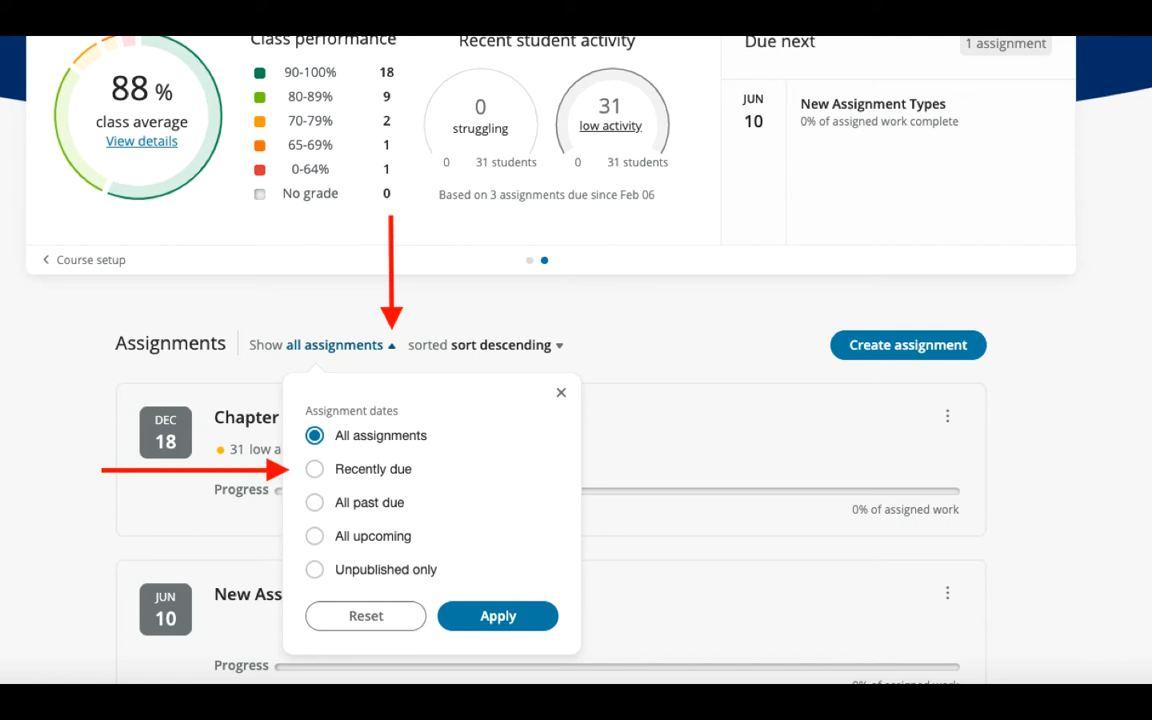 Class performance
Recent student activity
Due next
1 assignment
88 %
class average
View details
90-100% 18
80-89% 9
70-79% 2
65-69% 1
0-64% 1
No grade 0
0
struggling
0 31 students
31
low activity
0 31 students
Based on 3 assignments due since Feb 06
JUN
10
New Assignment Types
0% of assigned work complete
Course setup
Assignments
Show all assignments
sorted sort descending
Create assignment
DEC
18
Chapter
31 low a
Progress
0% of assigned work
Assignment dates
All assignments
Recently due
All past due
All upcoming
Unpublished only
Reset
Apply
JUN
10
New Ass
Progress